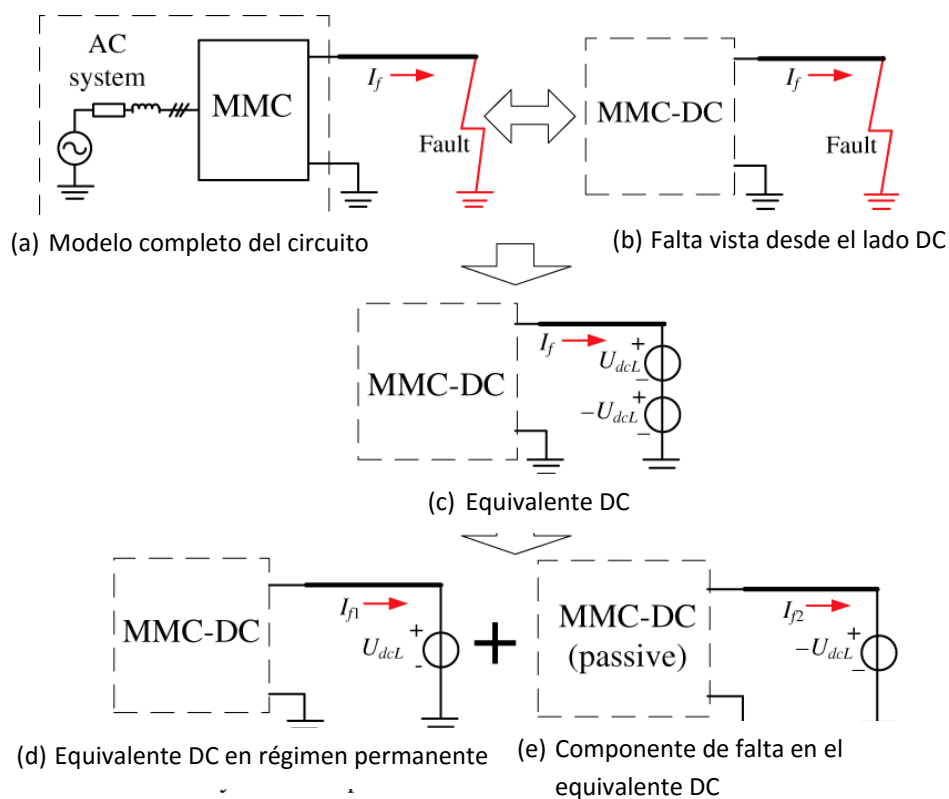 AC
system
MMC
I_f
Fault
MMC-DC
I_f
Fault
(a) Modelo completo del circuito
(b) Falta vista desde el lado DC
MMC-DC
I_f
+
U_dcL
−
+
−U_dcL
−
(c) Equivalente DC
MMC-DC
I_f1
+
U_dcL
-
+
MMC-DC
(passive)
I_f2
+
−U_dcL
−
(d) Equivalente DC en régimen permanente
(e) Componente de falta en el
equivalente DC